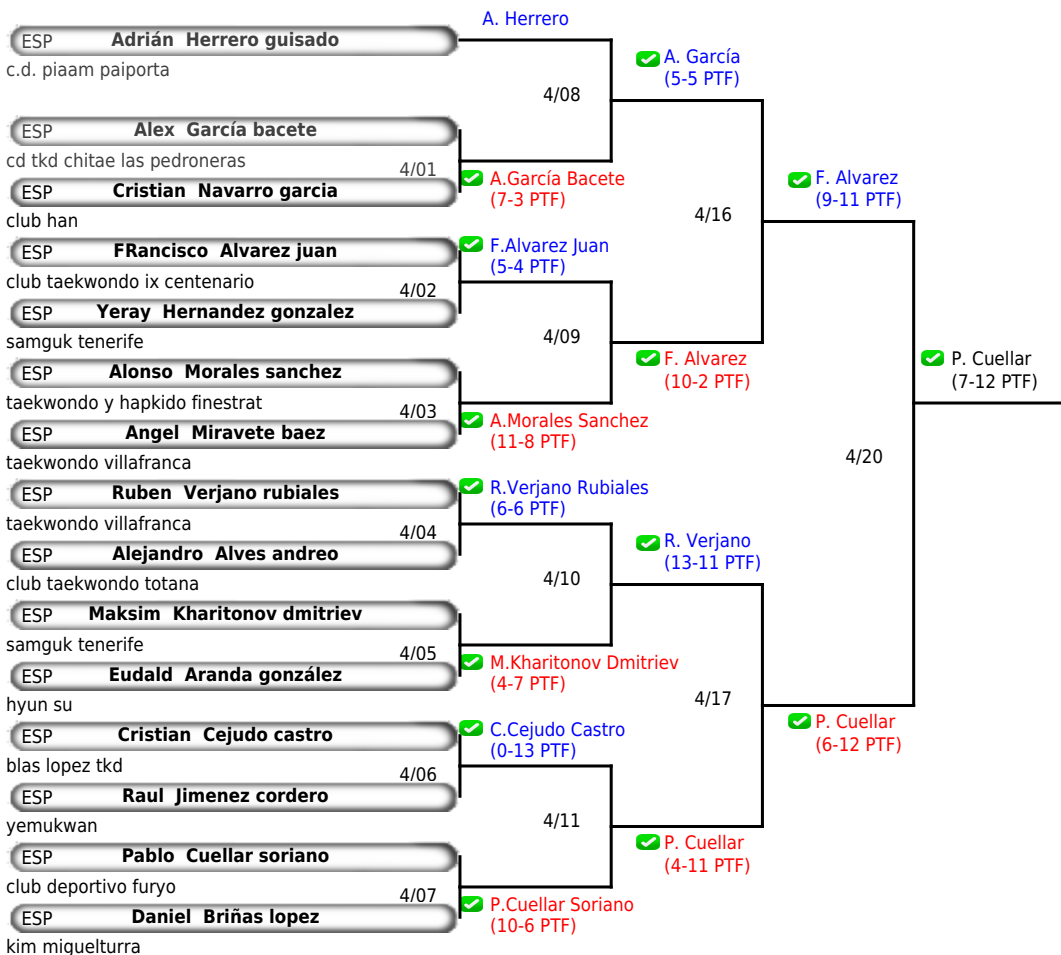 A. Herrero
ESP Adrián Herrero guisado
c.d. piaam paiporta
A. García
(5-5 PTF)
4/08
ESP Alex García bacete
cd tkd chitae las pedroneras
4/01
ESP Cristian Navarro garcia
club han
A.García Bacete
(7-3 PTF)
F. Alvarez
(9-11 PTF)
4/16
ESP FRancisco Alvarez juan
club taekwondo ix centenario
F.Alvarez Juan
(5-4 PTF)
4/02
ESP Yeray Hernandez gonzalez
samguk tenerife
4/09
F. Alvarez
(10-2 PTF)
P. Cuellar
(7-12 PTF)
ESP Alonso Morales sanchez
taekwondo y hapkido finestrat
4/03
ESP Angel Miravete baez
taekwondo villafranca
A.Morales Sanchez
(11-8 PTF)
4/20
ESP Ruben Verjano rubiales
taekwondo villafranca
R.Verjano Rubiales
(6-6 PTF)
4/04
ESP Alejandro Alves andreo
club taekwondo totana
R. Verjano
(13-11 PTF)
4/10
ESP Maksim Kharitonov dmitriev
samguk tenerife
4/05
ESP Eudald Aranda gonzález
hyun su
M.Kharitonov Dmitriev
(4-7 PTF)
4/17
P. Cuellar
(6-12 PTF)
ESP Cristian Cejudo castro
blas lopez tkd
C.Cejudo Castro
(0-13 PTF)
4/06
ESP Raul Jimenez cordero
yemukwan
4/11
P. Cuellar
(4-11 PTF)
ESP Pablo Cuellar soriano
club deportivo furyo
4/07
ESP Daniel Briñas lopez
kim miguelturra
P.Cuellar Soriano
(10-6 PTF)